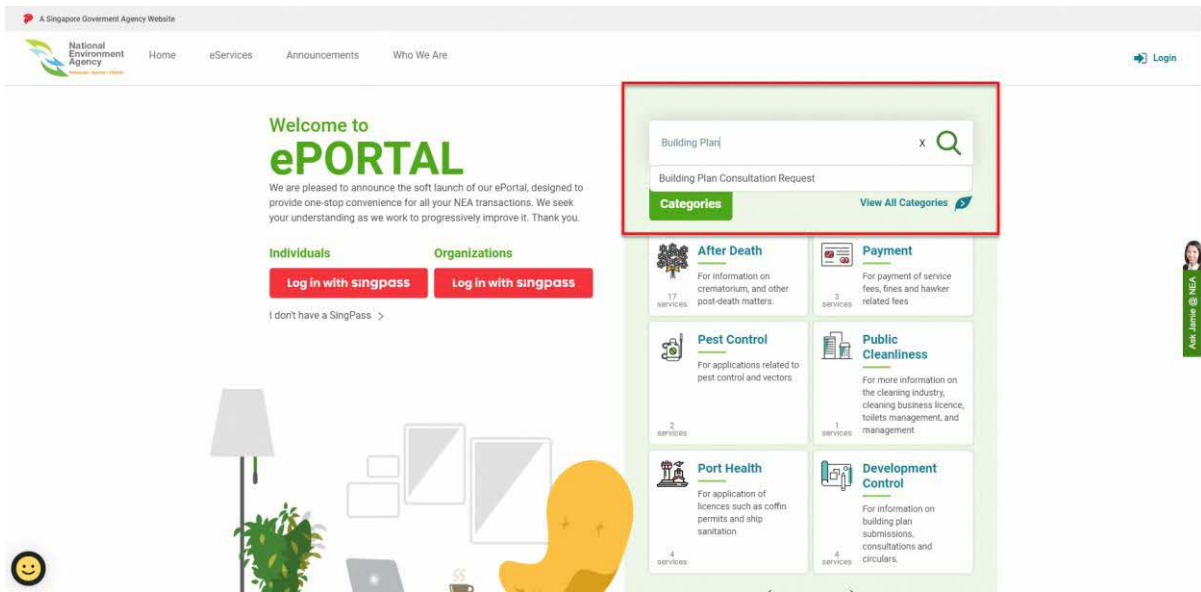 A Singapore Goverment Agency Website
National
Environment
Agency
Home
eServices
Announcements
Who We Are
Login
Welcome to
ePORTAL
We are pleased to announce the soft launch of our ePortal, designed to
provide one-stop convenience for all your NEA transactions. We seek
your understanding as we work to progressively improve it. Thank you.
Individuals
Organizations
Log in with singpass
Log in with singpass
I don't have a SingPass >
Building Plan
X
Building Plan Consultation Request
Categories
View All Categories
After Death
For information on
crematorium, and other
post-death matters.
17
services
Payment
For payment of service
fees, fines and hawker
related fees
3
services
Pest Control
For applications related to
pest control and vectors
2
services
Public
Cleanliness
For more information on
the cleaning industry,
cleaning business licence,
toilets management, and
management
1
services
Port Health
For application of
licences such as coffin
permits and ship
sanitation
4
services
Development
Control
For information on
building plan
submissions,
consultations and
circulars.
4
services
Ask Jamie @ NEA